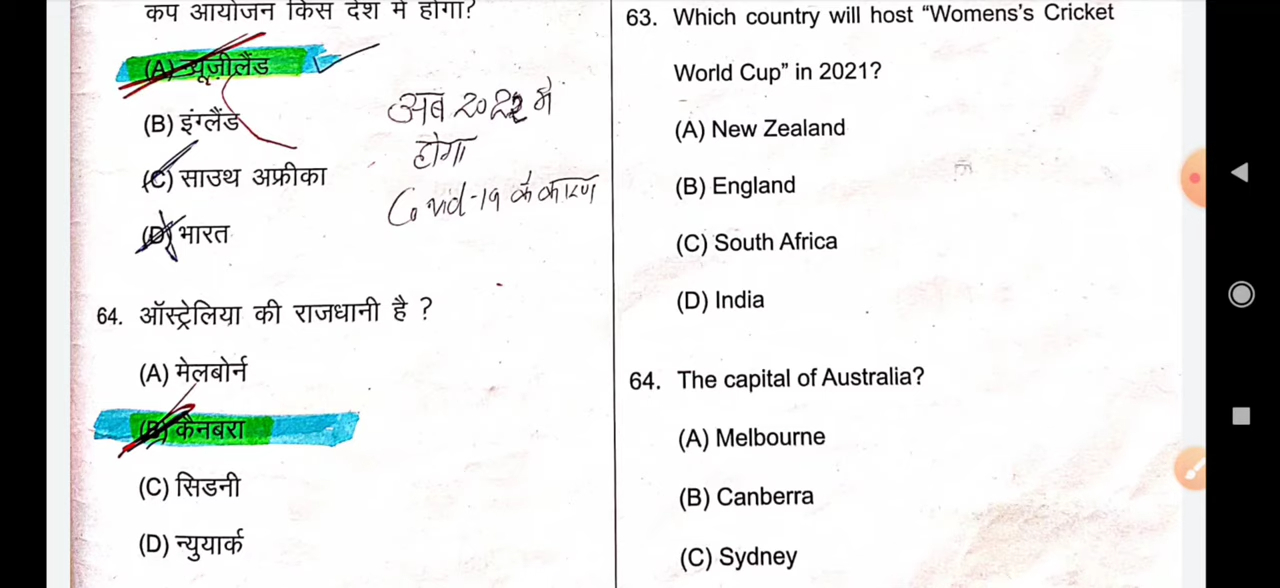 कप आयोजन किस देश में होगा?
(A) न्यूज़ीलैंड
(B) इंग्लैंड
(C) साउथ अफ्रीका
(D) भारत
अब 2022 मे
होगा
Covid-19 के कारण
64. ऑस्ट्रेलिया की राजधानी है ?
(A) मेलबोर्न
(B) कैनबरा
(C) सिडनी
(D) न्युयार्क
63. Which country will host “Womens’s Cricket
World Cup” in 2021?
(A) New Zealand
(B) England
(C) South Africa
(D) India
64. The capital of Australia?
(A) Melbourne
(B) Canberra
(C) Sydney